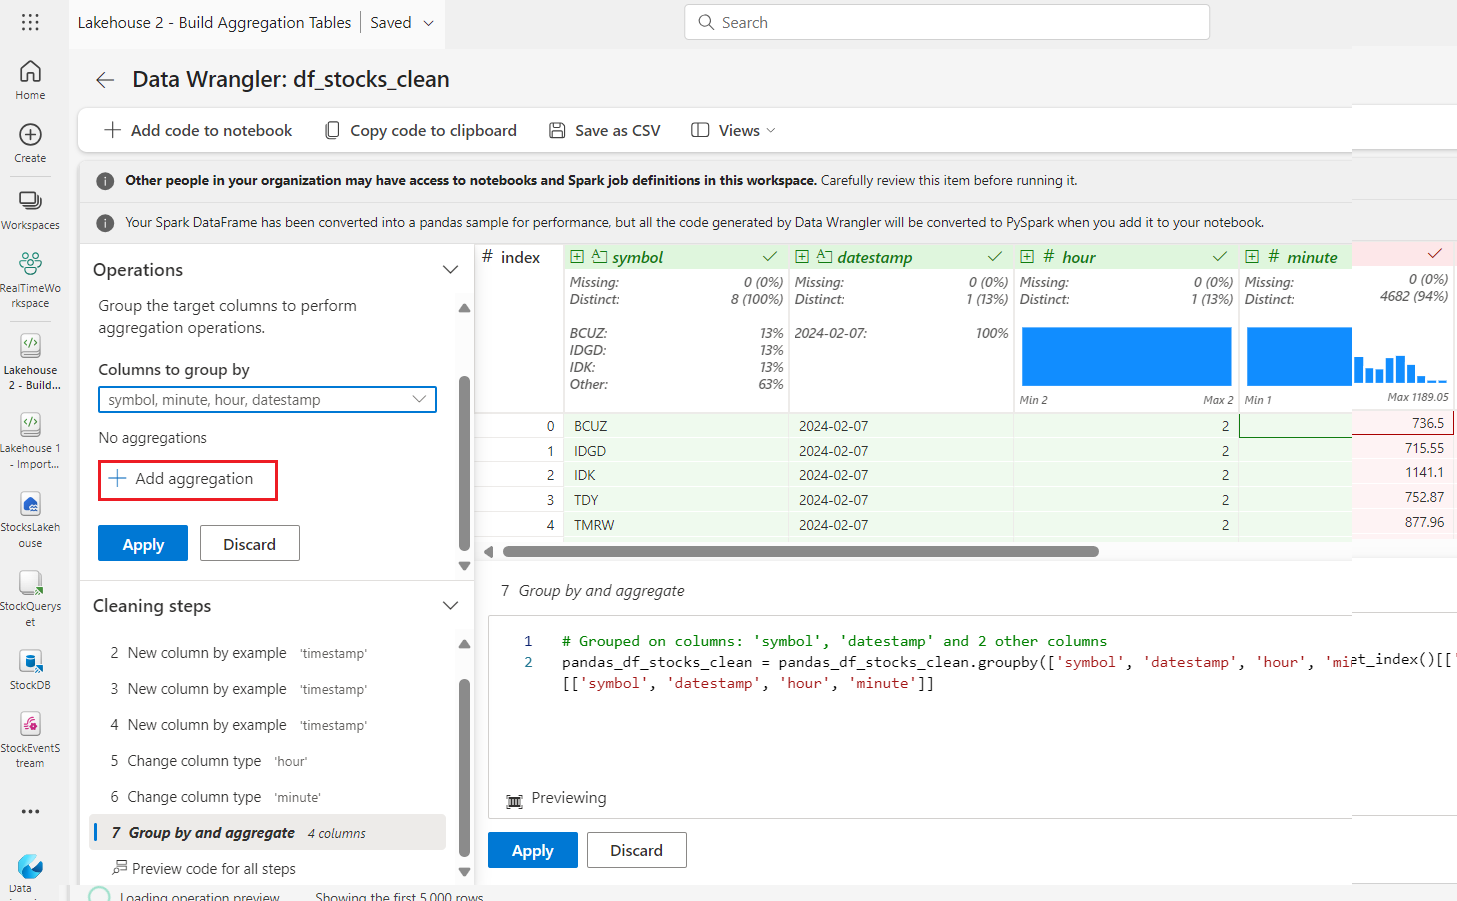 Lakehouse 2 - Build Aggregation Tables
Saved
Search
Home
Create
Workspaces
RealTimeWo
rkspace
Lakehouse
2 - Build...
Lakehouse 1
- Import...
StocksLakeh
ouse
StockQuerys
et
StockDB
StockEventS
tream
Data
Data Wrangler: df_stocks_clean
Add code to notebook
Copy code to clipboard
Save as CSV
Views
Other people in your organization may have access to notebooks and Spark job definitions in this workspace. Carefully review this item before running it.
Your Spark DataFrame has been converted into a pandas sample for performance, but all the code generated by Data Wrangler will be converted to PySpark when you add it to your notebook.
Operations
Group the target columns to perform
aggregation operations.
Columns to group by
symbol, minute, hour, datestamp
No aggregations
Add aggregation
Apply
Discard
Cleaning steps
2 New column by example 'timestamp'
3 New column by example 'timestamp'
4 New column by example 'timestamp'
5 Change column type 'hour'
6 Change column type 'minute'
7 Group by and aggregate 4 columns
Preview code for all steps
Loading operation preview
Showing the first 5,000 rows
# index
symbol
datestamp
# hour
# minute
Missing: 0 (0%)
Distinct: 8 (100%)
BCUZ: 13%
IDGD: 13%
IDK: 13%
Other: 63%
Missing: 0 (0%)
Distinct: 1 (13%)
2024-02-07: 100%
Missing: 0 (0%)
Distinct: 1 (13%)
Min 2 Max 2
Missing: 0 (0%)
Distinct: 4682 (94%)
Min 1 Max 1189.05
0 BCUZ 2024-02-07 2 736.5
1 IDGD 2024-02-07 2 715.55
2 IDK 2024-02-07 2 1141.1
3 TDY 2024-02-07 2 752.87
4 TMRW 2024-02-07 2 877.96
7 Group by and aggregate
1 # Grouped on columns: 'symbol', 'datestamp' and 2 other columns
2 pandas_df_stocks_clean = pandas_df_stocks_clean.groupby(['symbol', 'datestamp', 'hour', 'mi et_index()[['
[['symbol', 'datestamp', 'hour', 'minute']]
Previewing
Apply
Discard